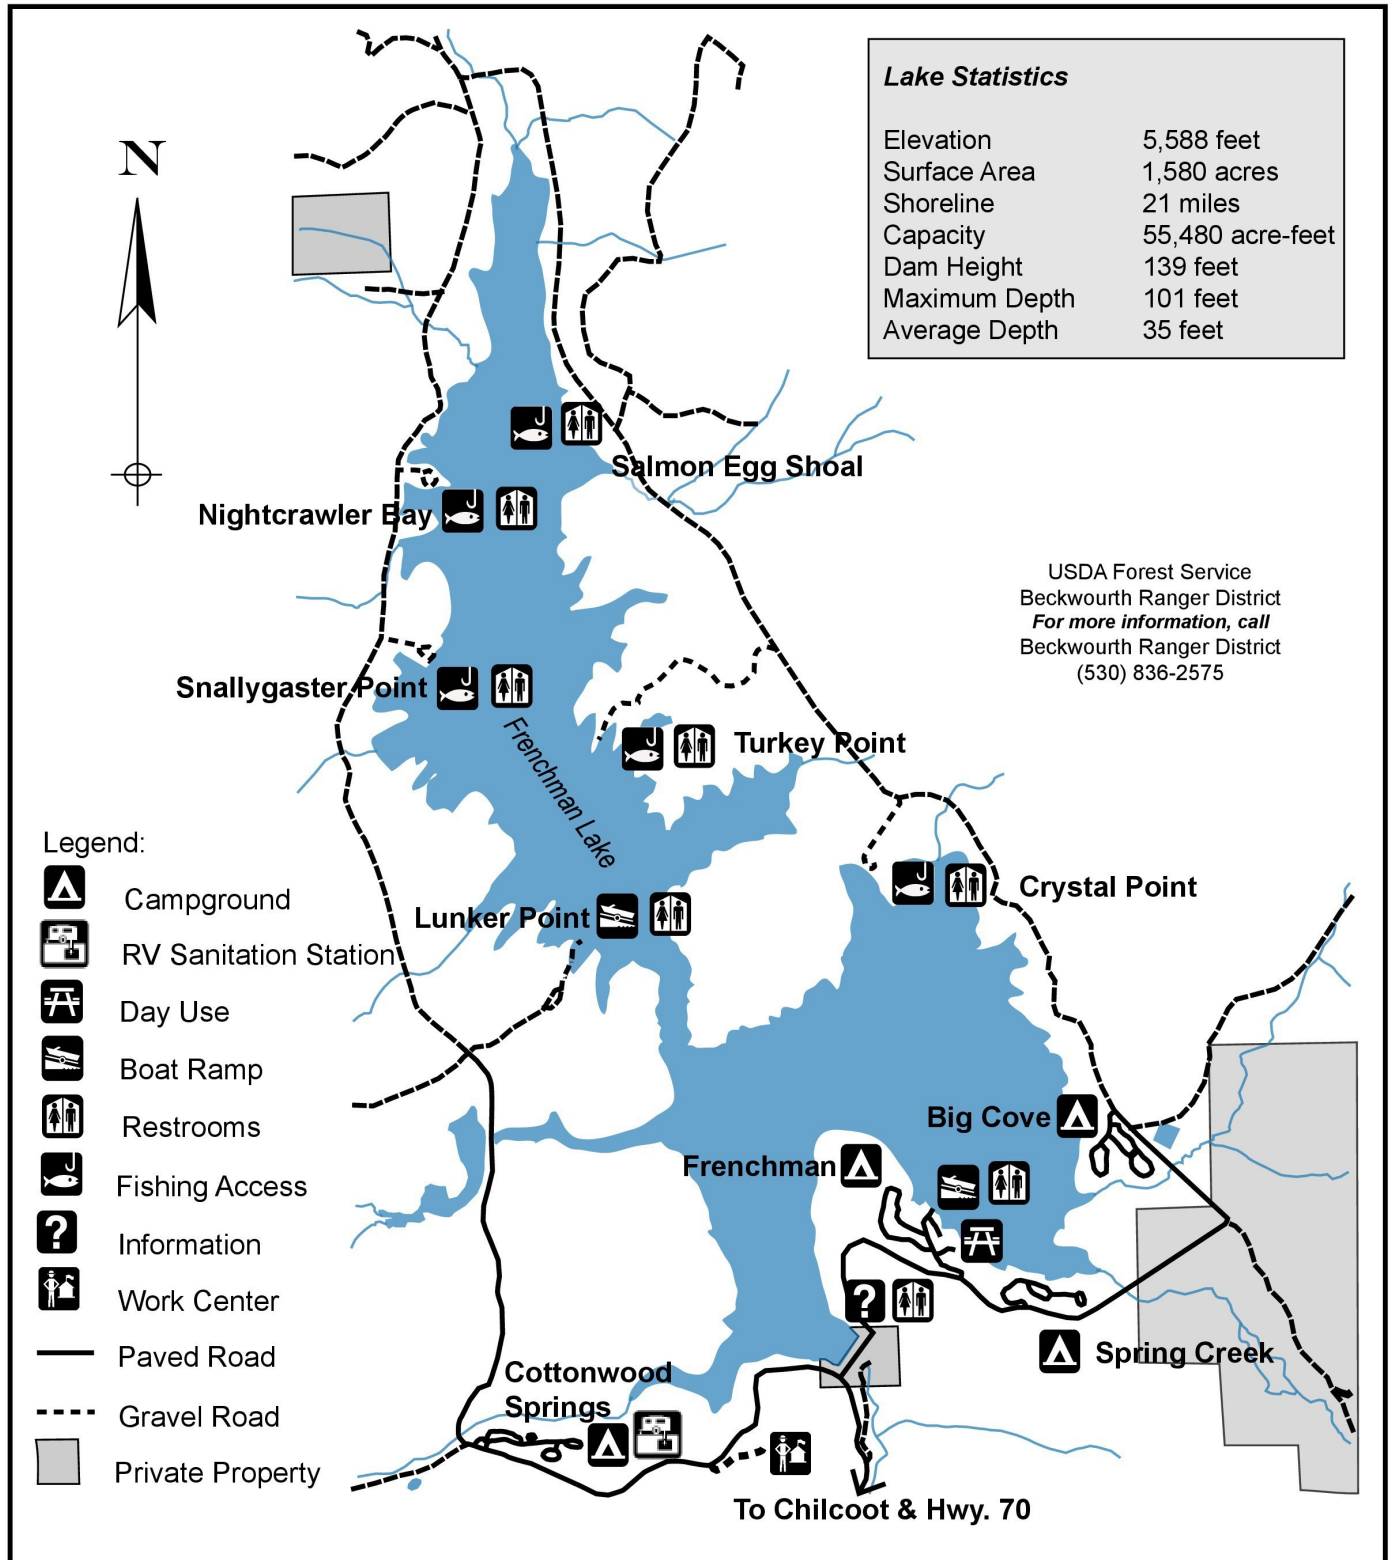 N
Lake Statistics
Elevation 5,588 feet
Surface Area 1,580 acres
Shoreline 21 miles
Capacity 55,480 acre-feet
Dam Height 139 feet
Maximum Depth 101 feet
Average Depth 35 feet
Salmon Egg Shoal
Nightcrawler Bay
USDA Forest Service
Beckwourth Ranger District
For more information, call
Beckwourth Ranger District
(530) 836-2575
Snallygaster Point
Frenchman Lake
Turkey Point
Legend:
Campground
RV Sanitation Station
Day Use
Boat Ramp
Restrooms
Fishing Access
? Information
Work Center
Paved Road
Gravel Road
Private Property
Lunker Point
Crystal Point
Big Cove
Frenchman
?
Spring Creek
Cottonwood
Springs
To Chilcoot & Hwy. 70